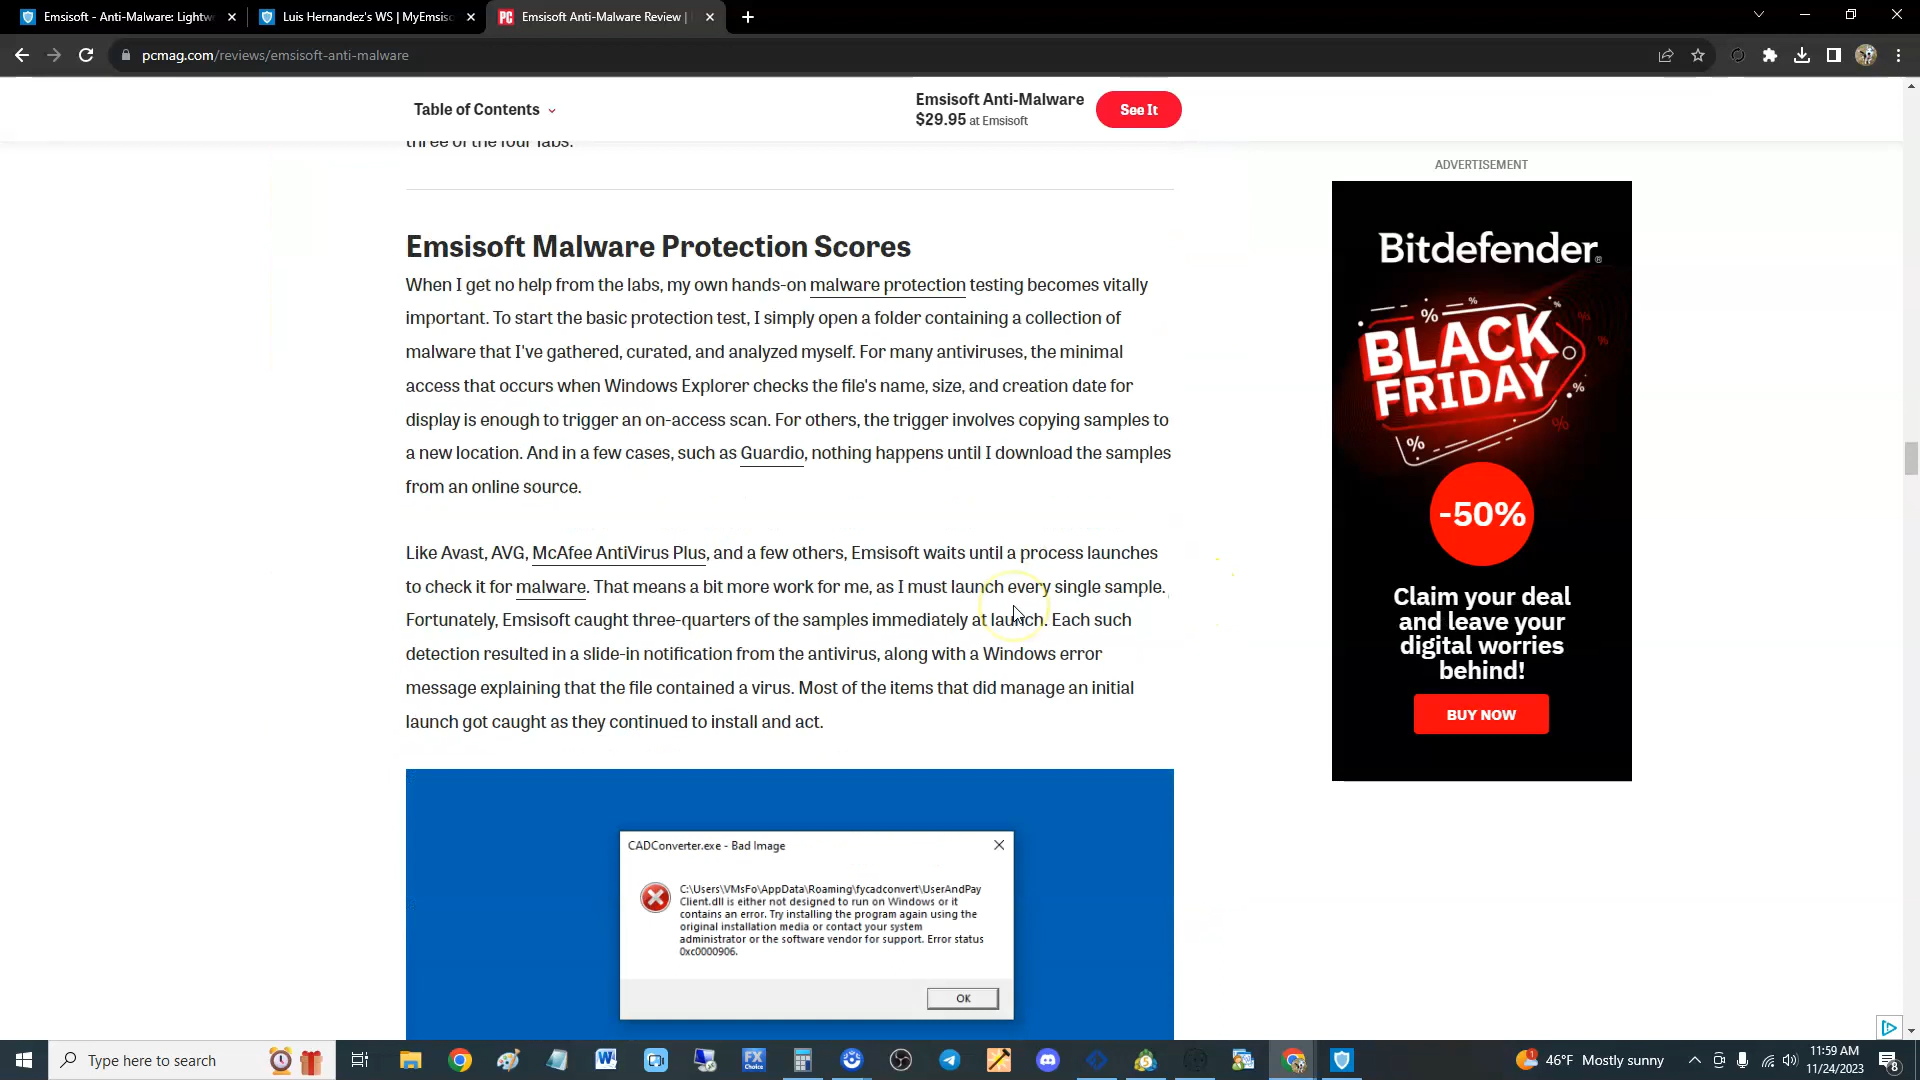 Emsisoft - Anti-Malware: Lightw
Luis Hernandez's WS | MyEmsiso
PC
Emsisoft Anti-Malware Review |
pcmag.com/reviews/emsisoft-anti-malware
Table of Contents
Emsisoft Anti-Malware
$29.95 at Emsisoft
See It
three of the four labs.
Emsisoft Malware Protection Scores
When I get no help from the labs, my own hands-on malware protection testing becomes vitally
important. To start the basic protection test, I simply open a folder containing a collection of
malware that I've gathered, curated, and analyzed myself. For many antiviruses, the minimal
access that occurs when Windows Explorer checks the file's name, size, and creation date for
display is enough to trigger an on-access scan. For others, the trigger involves copying samples to
a new location. And in a few cases, such as Guardio, nothing happens until I download the samples
from an online source.
Like Avast, AVG, McAfee AntiVirus Plus, and a few others, Emsisoft waits until a process launches
to check it for malware. That means a bit more work for me, as I must launch every single sample.
Fortunately, Emsisoft caught three-quarters of the samples immediately at launch. Each such
detection resulted in a slide-in notification from the antivirus, along with a Windows error
message explaining that the file contained a virus. Most of the items that did manage an initial
launch got caught as they continued to install and act.
CADConverter.exe - Bad Image
C:\Users\VMsFo\AppData\Roaming\fycadconvert\UserAndPay
Client.dll is either not designed to run on Windows or it
contains an error. Try installing the program again using the
original installation media or contact your system
administrator or the software vendor for support. Error status
0xc0000906.
OK
ADVERTISEMENT
Bitdefender®
BLACK
FRIDAY
-50%
Claim your deal
and leave your
digital worries
behind!
BUY NOW
Type here to search
FX
Choice
1
46°F Mostly sunny
11:59 AM
11/24/2023
8